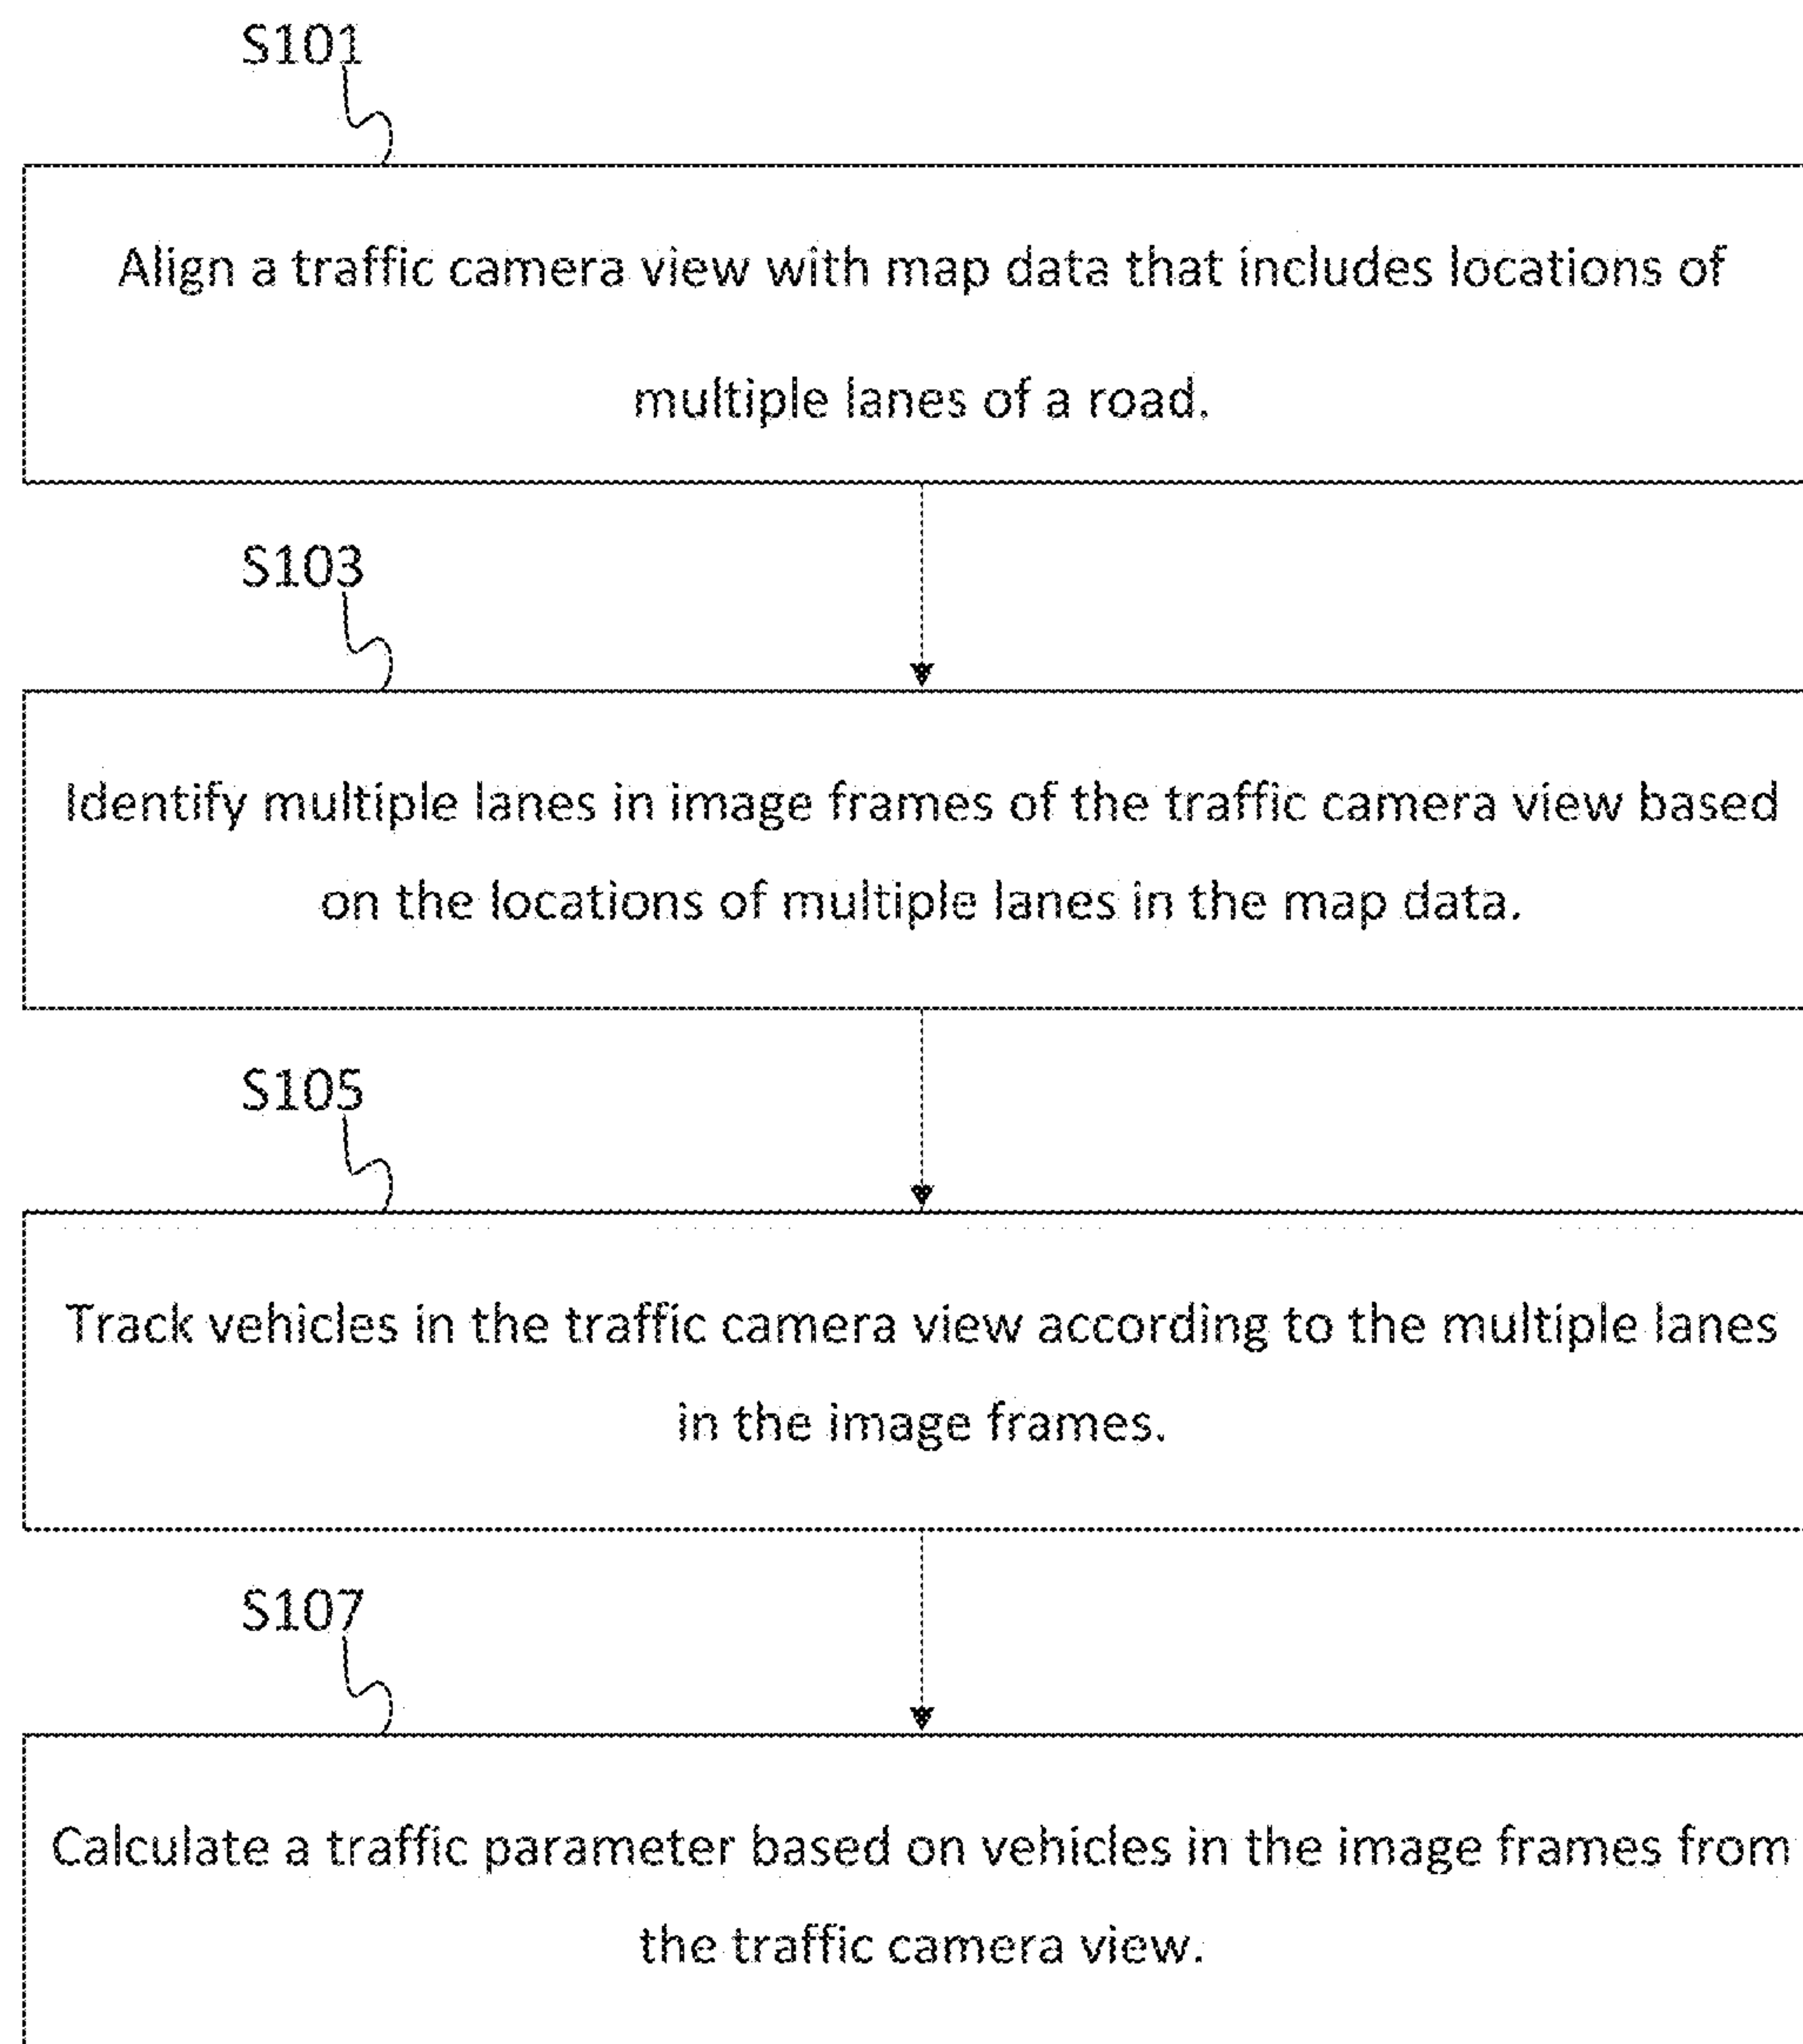 S101
Align a traffic camera view with map data that includes locations of
multiple lanes of a road.
S103
Identify multiple lanes in image frames of the traffic camera view based
on the locations of multiple lanes in the map data.
S105
Track vehicles in the traffic camera view according to the multiple lanes
in the image frames.
S107
Calculate a traffic parameter based on vehicles in the image frames from
the traffic camera view.